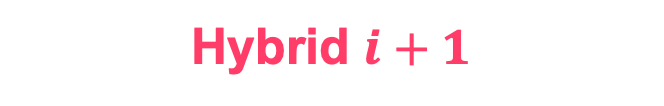 Hybrid 𝒊 + 𝟏